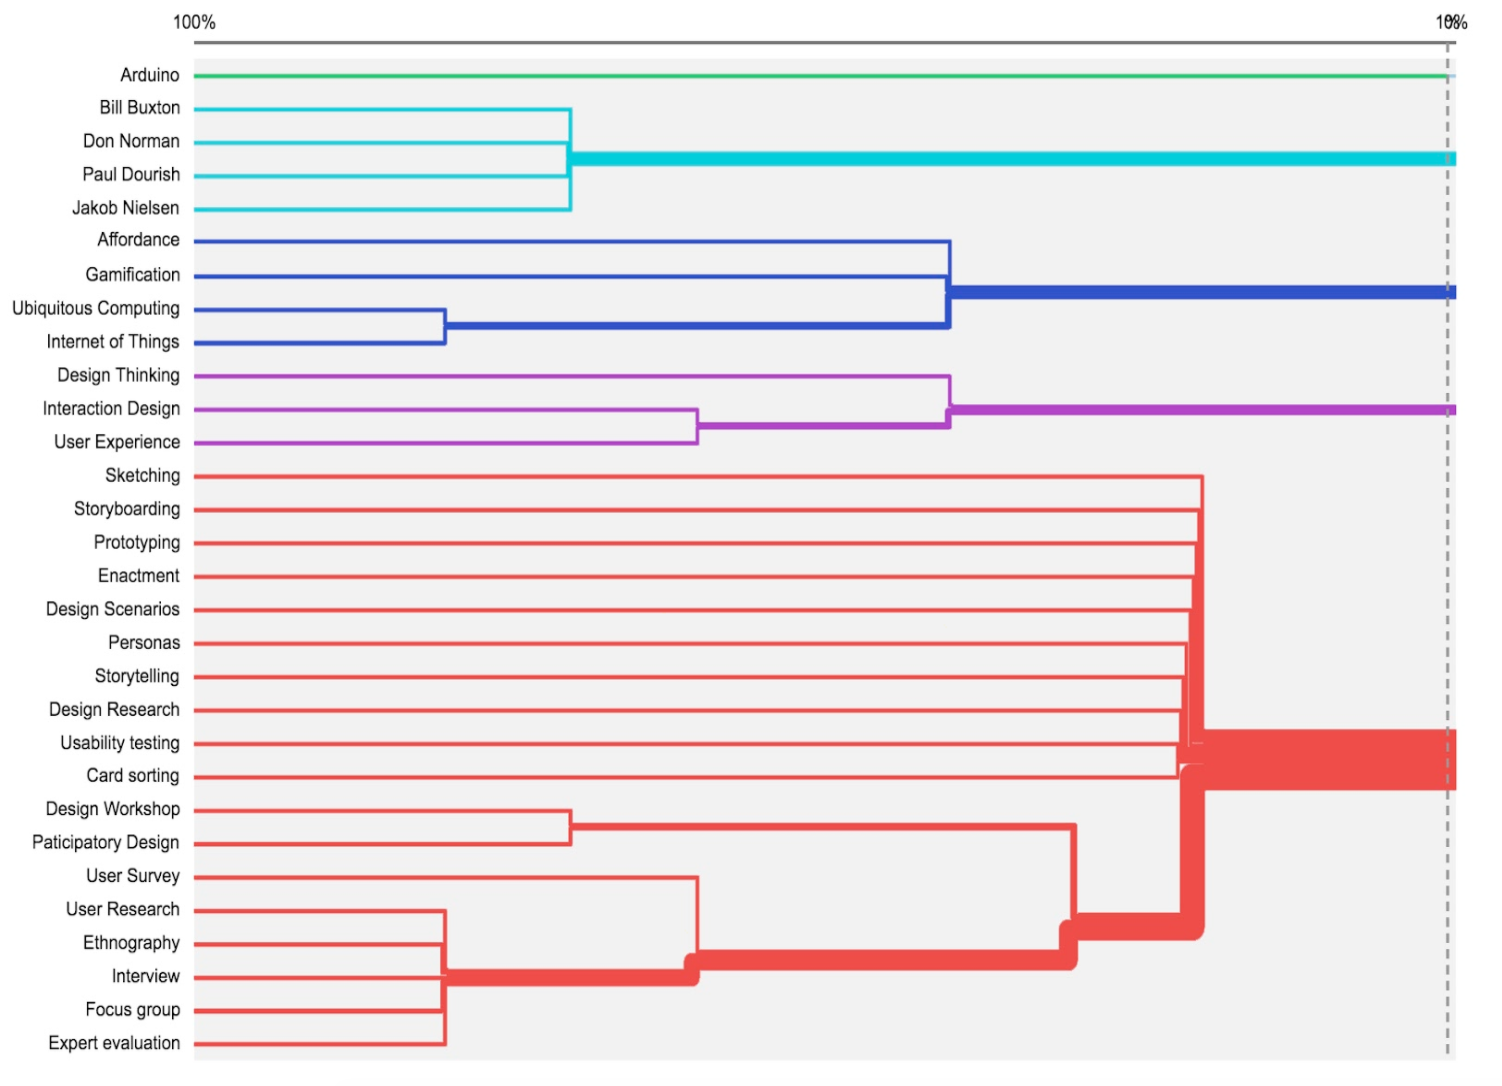 100%
Arduino
Bill Buxton
Don Norman
Paul Dourish
Jakob Nielsen
Affordance
Gamification
Ubiquitous Computing
Internet of Things
Design Thinking
Interaction Design
User Experience
Sketching
Storyboarding
Prototyping
Enactment
Design Scenarios
Personas
Storytelling
Design Research
Usability testing
Card sorting
Design Workshop
Paticipatory Design
User Survey
User Research
Ethnography
Interview
Focus group
Expert evaluation